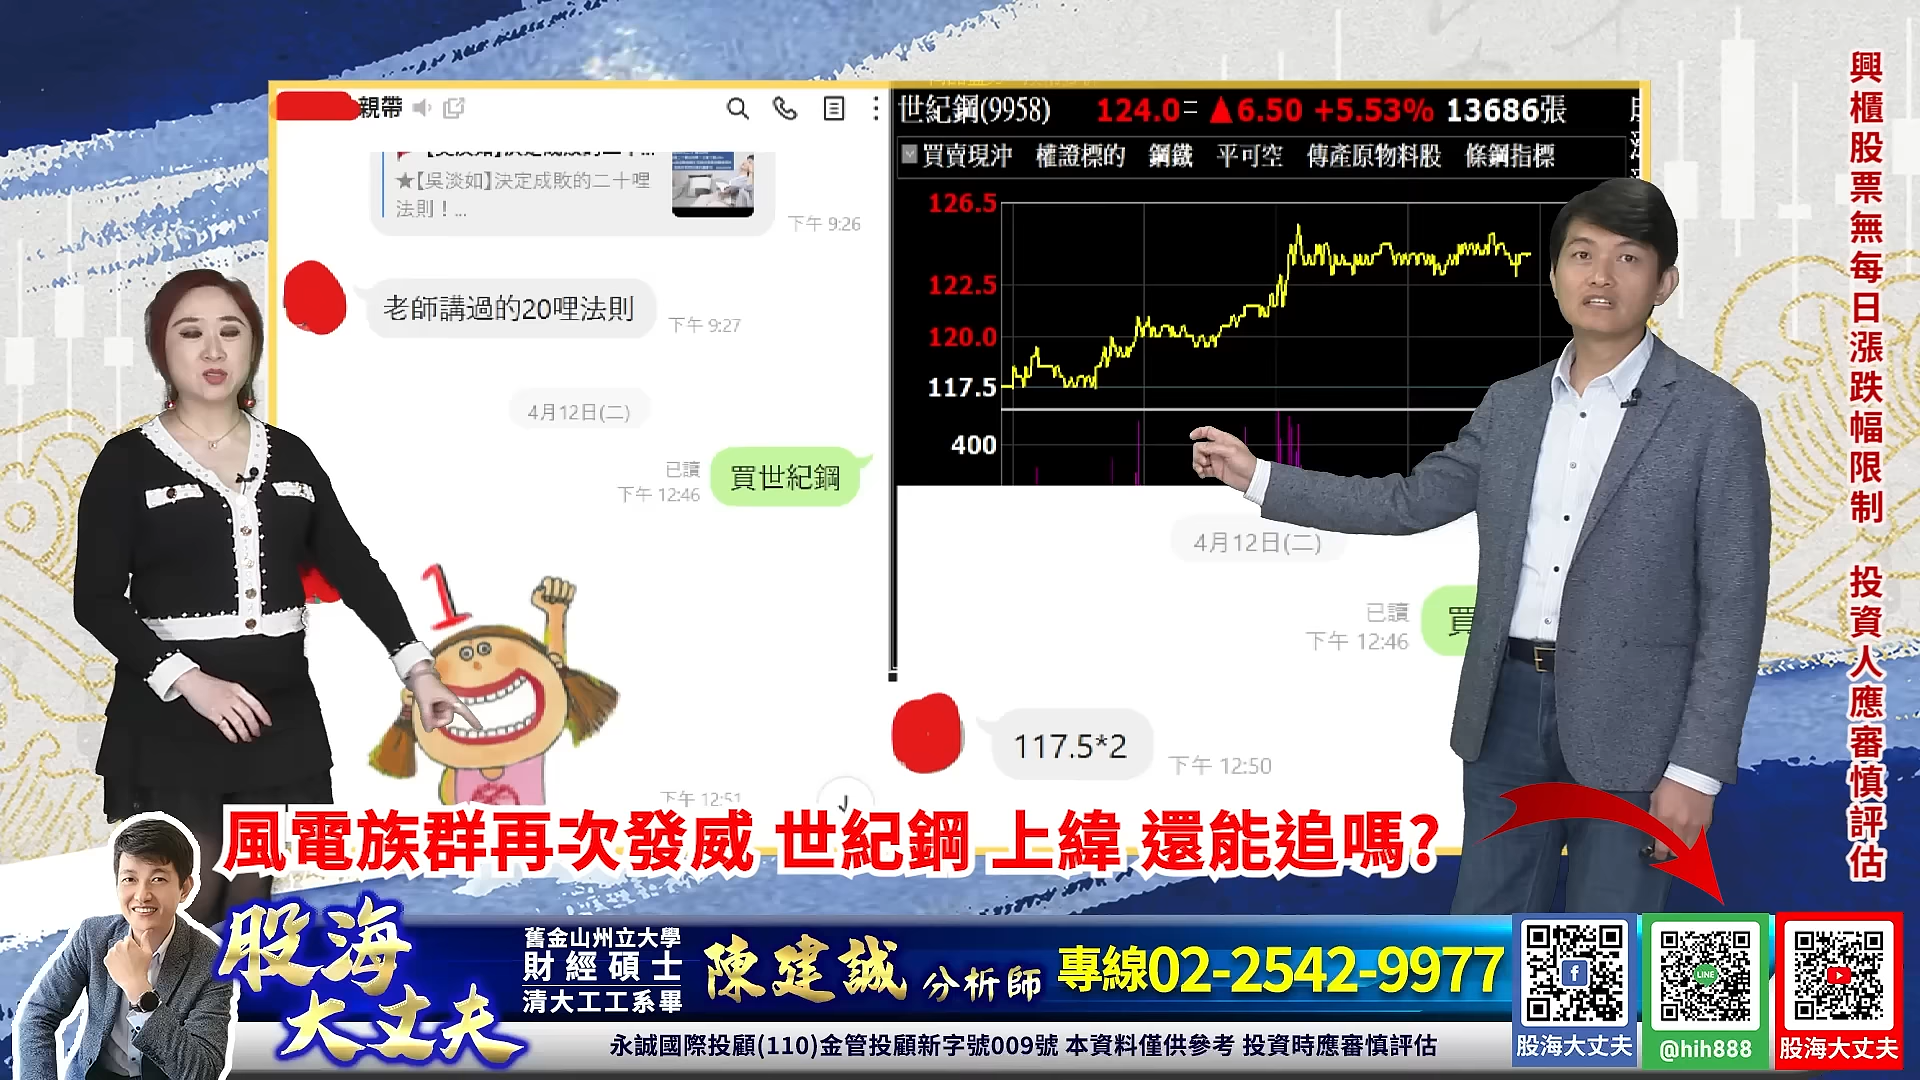 親帶
★【吳淡如】決定成敗的二十哩
法則！...
下午 9:26
老師講過的20哩法則
下午 9:27
4月12日(二)
已讀
下午 12:46
買世紀鋼
1
下午 12:51
世紀鋼(9958)
124.0= ▲6.50 +5.53% 13686張
買賣現沖 權證標的 鋼鐵 平可空 傳產原物料股 條鋼指標
126.5
122.5
120.0
117.5
400
4月12日(二)
已讀
下午 12:46
買
117.5*2
下午 12:50
興櫃股票無每日漲跌幅限制 投資人應審慎評估
風電族群再次發威 世紀鋼 上緯 還能追嗎?
股海
大丈夫
舊金山州立大學
財經碩士
清大工工系畢
陳建誠 分析師
專線02-2542-9977
永誠國際投顧(110)金管投顧新字號009號 本資料僅供參考 投資時應審慎評估
f
股海大丈夫
LINE
@hih888
股海大丈夫